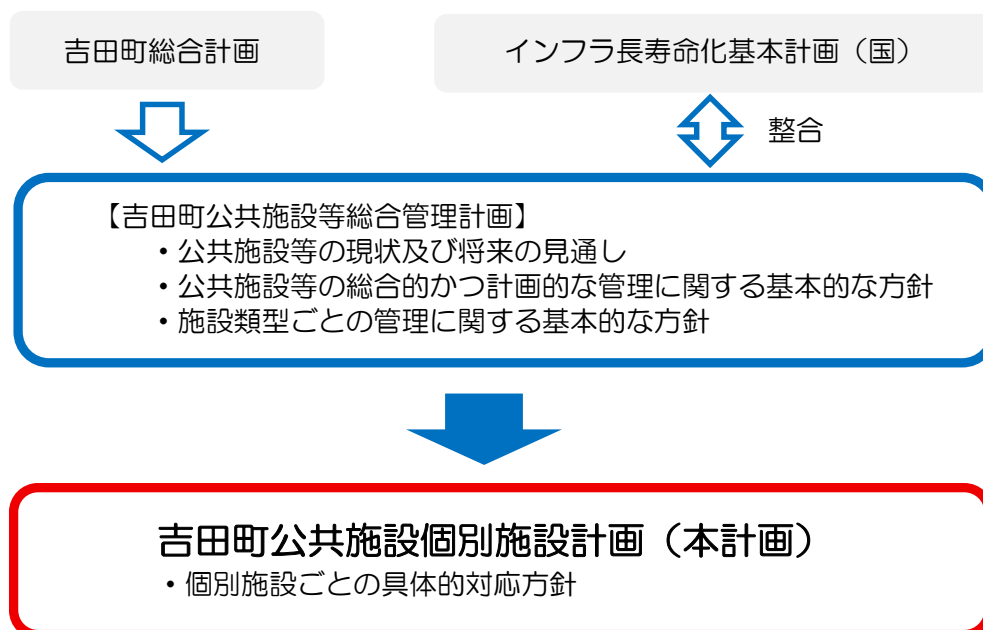 吉田町総合計画
インフラ長寿命化基本計画（国）
整合
【吉田町公共施設等総合管理計画】
・公共施設等の現状及び将来の見通し
・公共施設等の総合的かつ計画的な管理に関する基本的な方針
・施設類型ごとの管理に関する基本的な方針
吉田町公共施設個別施設計画（本計画）
・個別施設ごとの具体的対応方針